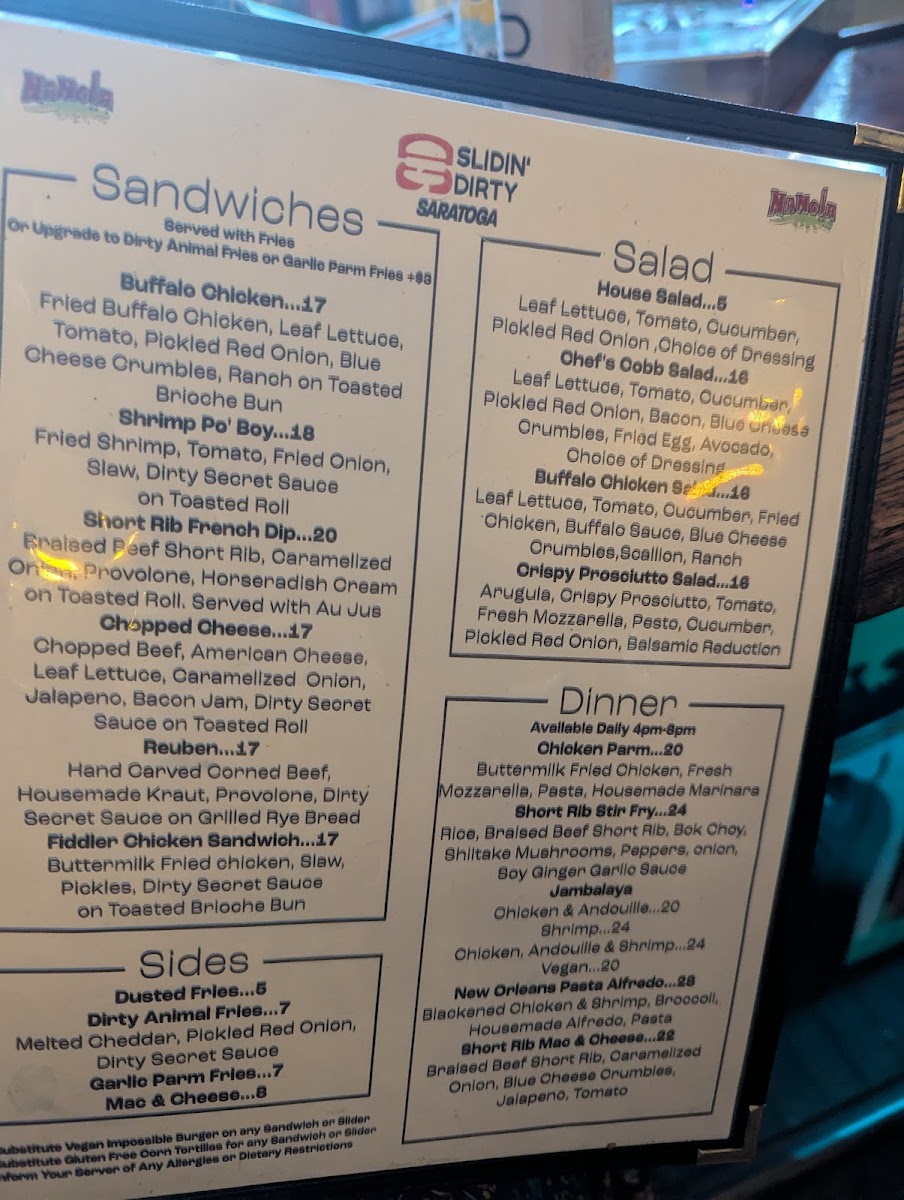 NaNola
SLIDIN'
DIRTY
SARATOGA
NaNola
Sandwiches
Served with Fries
Or Upgrade to Dirty Animal Fries or Garlic Parm Fries +$3
Buffalo Chicken...17
Fried Buffalo Chicken, Leaf Lettuce,
Tomato, Pickled Red Onion, Blue
Cheese Crumbles, Ranch on Toasted
Brioche Bun
Shrimp Po' Boy...18
Fried Shrimp, Tomato, Fried Onion,
Slaw, Dirty Secret Sauce
on Toasted Roll
Short Rib French Dip...20
Braised Beef Short Rib, Caramelized
Onion, Provolone, Horseradish Cream
on Toasted Roll. Served with Au Jus
Chopped Cheese...17
Chopped Beef, American Cheese,
Leaf Lettuce, Caramelized Onion,
Jalapeno, Bacon Jam, Dirty Secret
Sauce on Toasted Roll
Reuben...17
Hand Carved Corned Beef,
Housemade Kraut, Provolone, Dirty
Secret Sauce on Grilled Rye Bread
Fiddler Chicken Sandwich...17
Buttermilk Fried chicken, Slaw,
Pickles, Dirty Secret Sauce
on Toasted Brioche Bun
Sides
Dusted Fries...5
Dirty Animal Fries...7
Melted Cheddar, Pickled Red Onion,
Dirty Secret Sauce
Garlic Parm Fries...7
Mac & Cheese...8
Substitute Vegan Impossible Burger on any Sandwich or Slider
Substitute Gluten Free Corn Tortillas for any Sandwich or Slider
Inform Your Server of Any Allergies or Dietary Restrictions
Salad
House Salad...5
Leaf Lettuce, Tomato, Cucumber,
Pickled Red Onion ,Choice of Dressing
Chef's Cobb Salad...16
Leaf Lettuce, Tomato, Cucumber,
Pickled Red Onion, Bacon, Blue Cheese
Crumbles, Fried Egg, Avocado,
Choice of Dressing
Buffalo Chicken Salad...16
Leaf Lettuce, Tomato, Cucumber, Fried
Chicken, Buffalo Sauce, Blue Cheese
Crumbles,Scallion, Ranch
Crispy Prosciutto Salad...16
Arugula, Crispy Prosciutto, Tomato,
Fresh Mozzarella, Pesto, Cucumber,
Pickled Red Onion, Balsamic Reduction
Dinner
Available Daily 4pm-8pm
Chicken Parm...20
Buttermilk Fried Chicken, Fresh
Mozzarella, Pasta, Housemade Marinara
Short Rib Stir Fry...24
Rice, Braised Beef Short Rib, Bok Choy,
Shiitake Mushrooms, Peppers, onion,
Soy Ginger Garlic Sauce
Jambalaya
Chicken & Andouille...20
Shrimp...24
Chicken, Andouille & Shrimp...24
Vegan...20
New Orleans Pasta Alfredo...28
Blackened Chicken & Shrimp, Broccoli,
Housemade Alfredo, Pasta
Short Rib Mac & Cheese...22
Braised Beef Short Rib, Caramelized
Onion, Blue Cheese Crumbles,
Jalapeno, Tomato